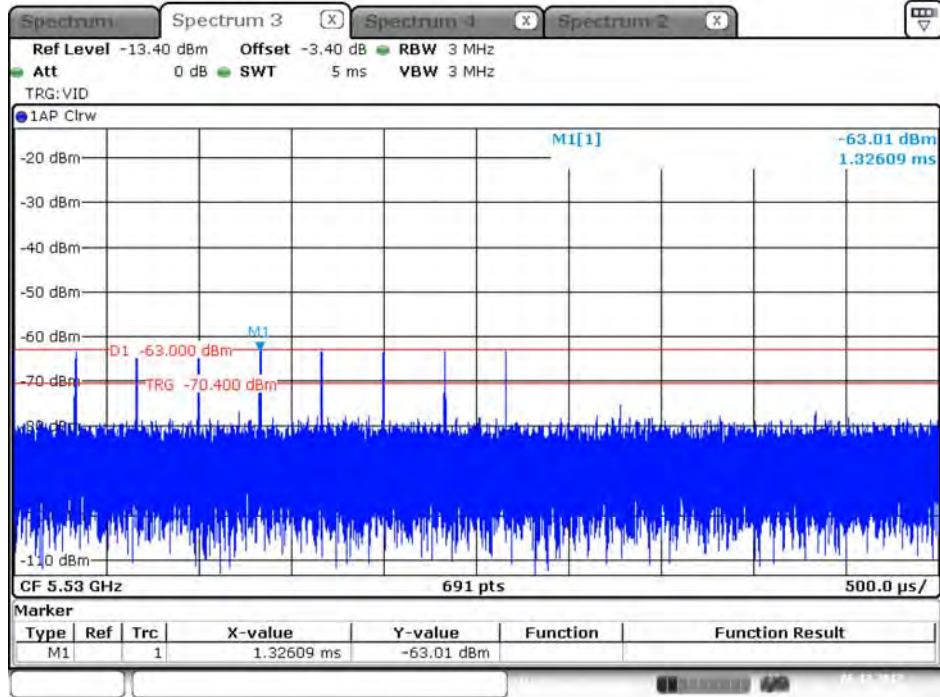 Spectrum Spectrum 3 X Spectrum 4 X Spectrum 2 X
Ref Level -13.40 dBm Offset -3.40 dB RBW 3 MHz
Att 0 dB SWT 5 ms VBW 3 MHz
TRG:VID
1AP Clrw
M1[1] -63.01 dBm
1.32609 ms
-20 dBm
-30 dBm
-40 dBm
-50 dBm
-60 dBm
M1
D1 -63.000 dBm
-70 dBm
TRG -70.400 dBm
-80 dBm
-110 dBm
CF 5.53 GHz 691 pts 500.0 µs/
Marker
Type Ref Trc X-value Y-value Function Function Result
M1 1 1.32609 ms -63.01 dBm